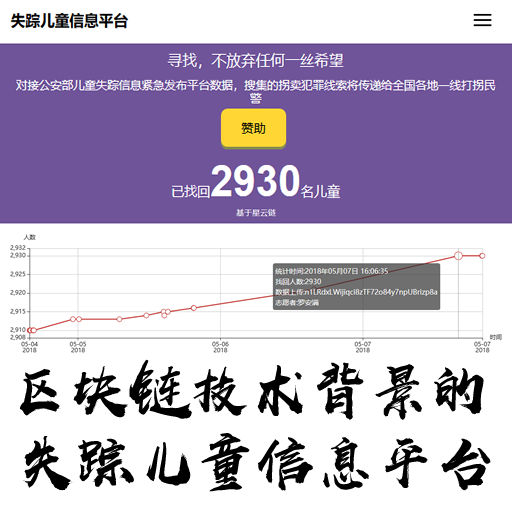 失踪儿童信息平台
寻找，不放弃任何一丝希望
对接公安部儿童失踪信息紧急发布平台数据，搜集的拐卖犯罪线索将传递给全国各地一线打拐民
警
赞助
已找回2930名儿童
基于星云链
人数
2,932
2,930
2,925
2,920
2,915
2,910
2,908
统计时间:2018年05月07日 16:06:35
找回人数:2930
志愿者:罗安骗
时间
05-04 05-05 05-06 05-07 05-07
2018 2018 2018 2018 2018
区块链技术背景的
失踪儿童信息平台